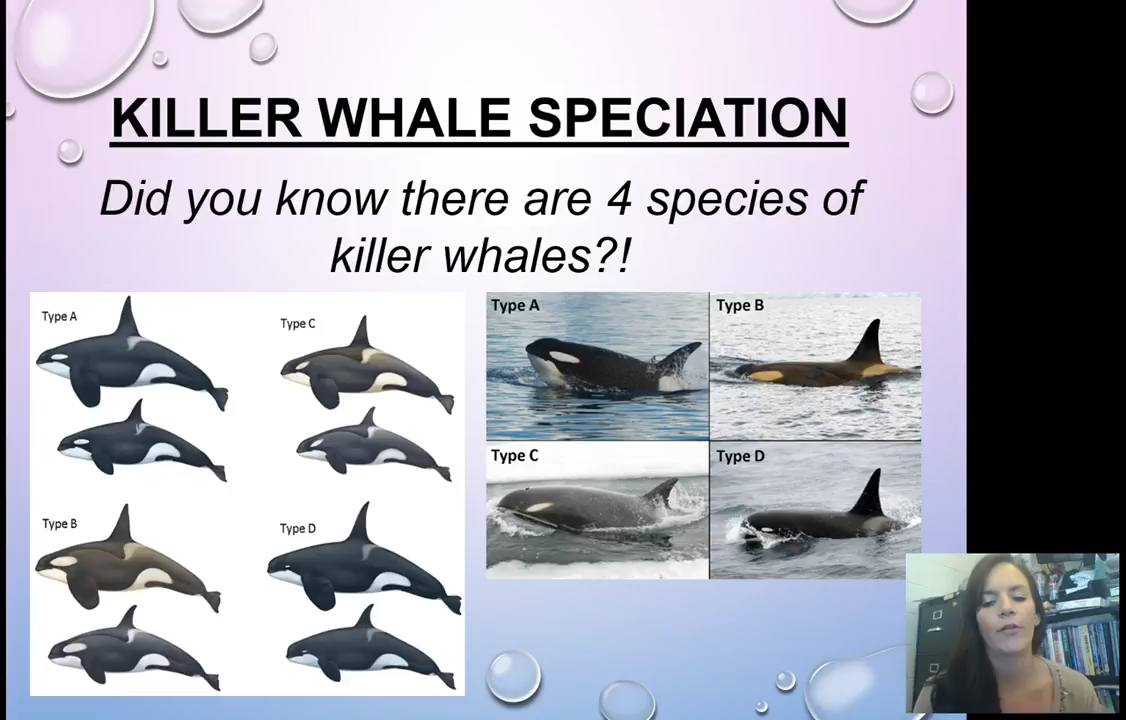 KILLER WHALE SPECIATION
Did you know there are 4 species of
killer whales?!
Type A
Type C
Type B
Type D
Type A
Type B
Type C
Type D